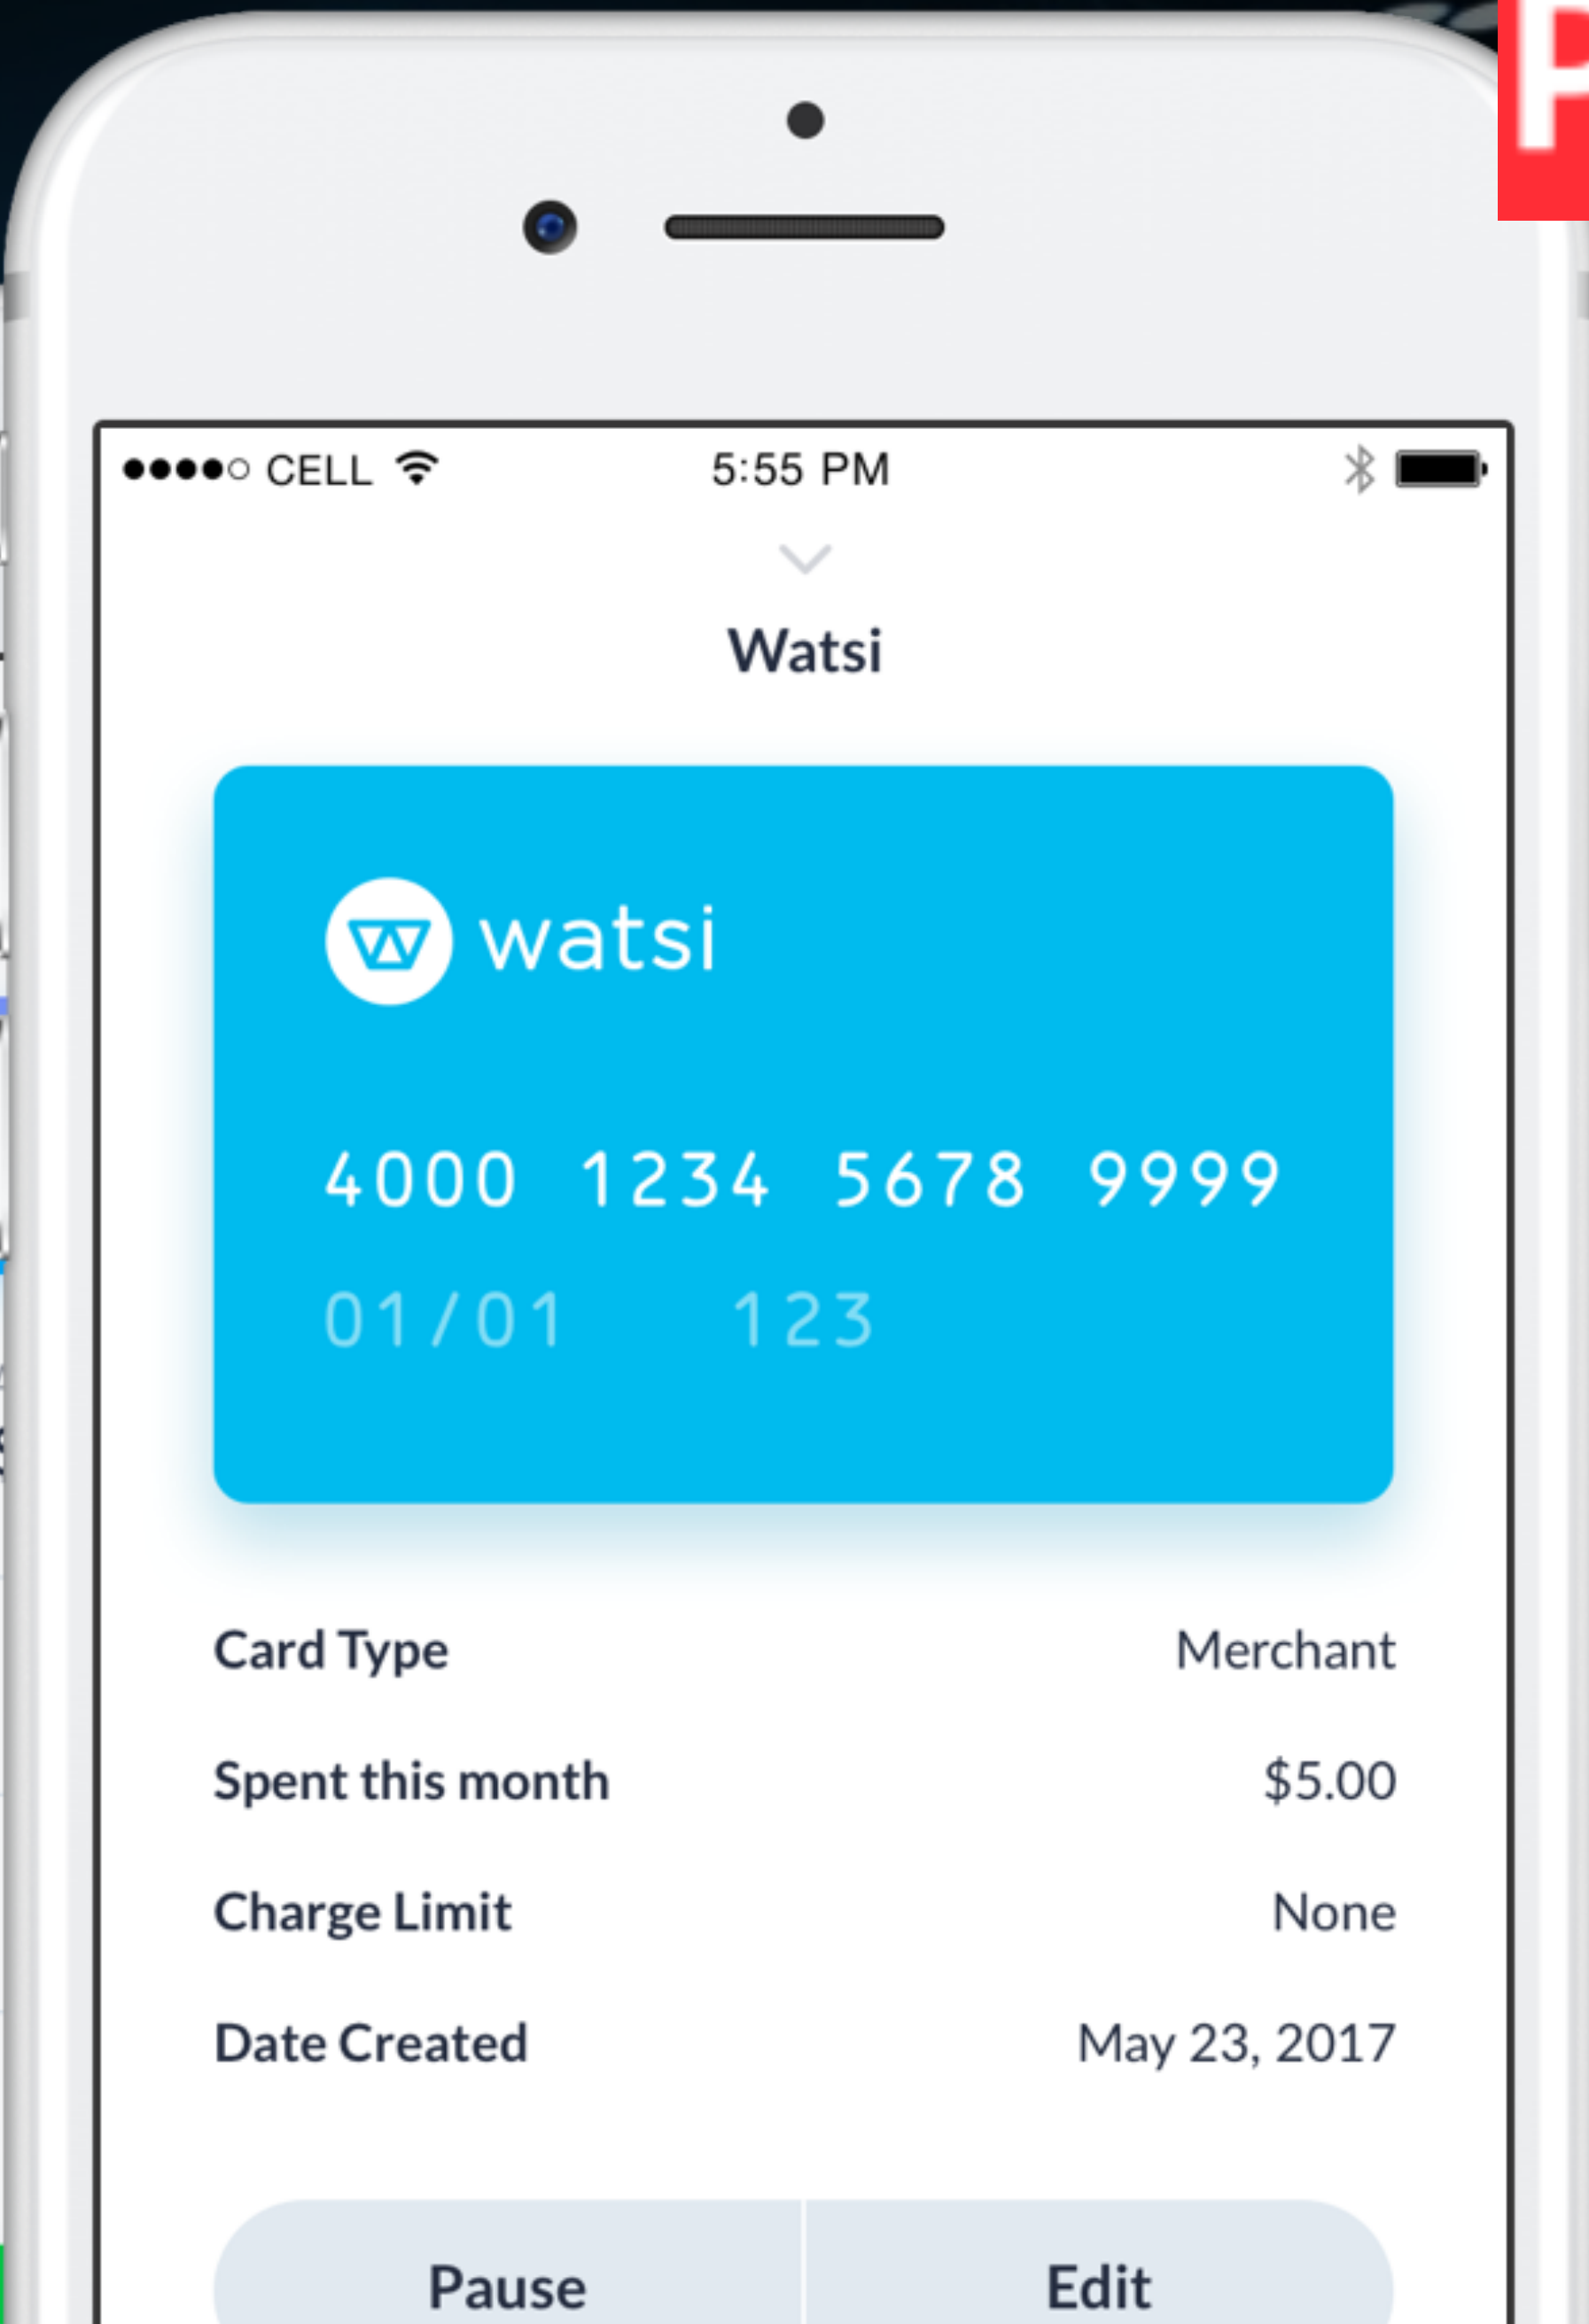 P
CELL 5:55 PM
Watsi
watsi
4000 1234 5678 9999
01/01 123
Card Type Merchant
Spent this month $5.00
Charge Limit None
Date Created May 23, 2017
Pause Edit